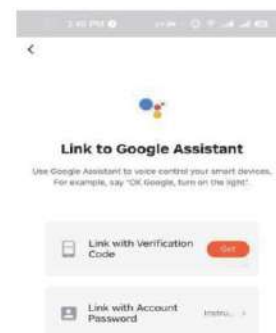 Link to Google Assistant
Use Google Assistant to voice control your smart devices.
For example, say "OK Google, turn on the light".
Link with Verification
Code
Get
Link with Account
Password
Instru...